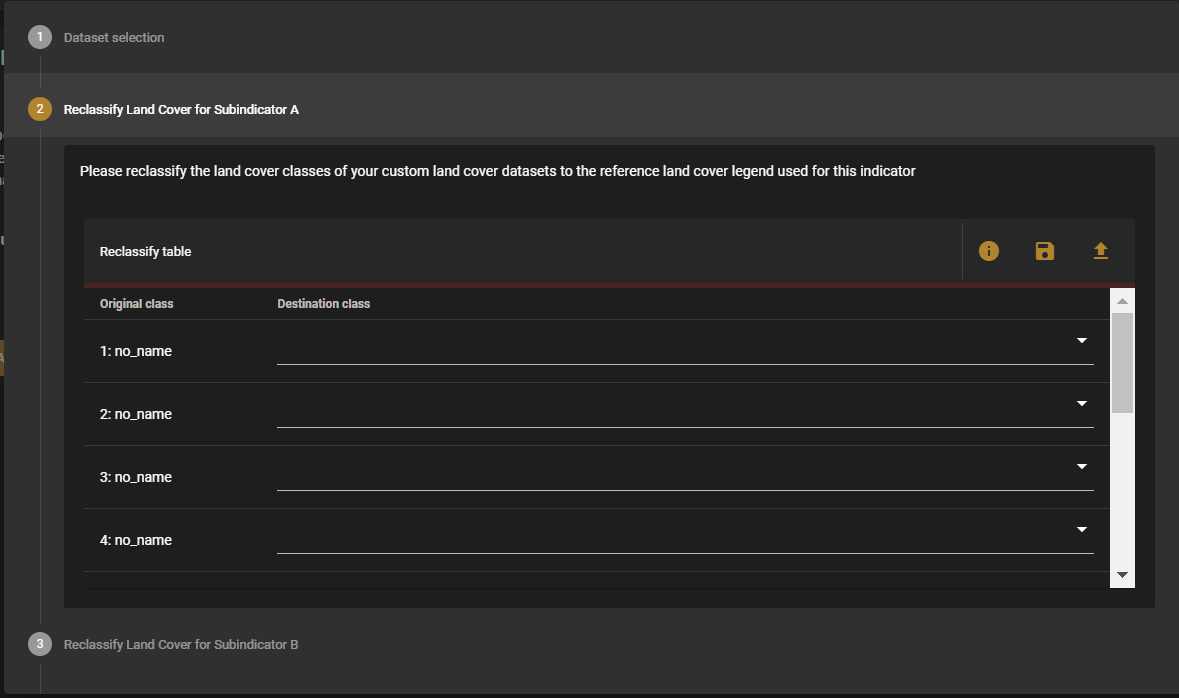 1 Dataset selection
2 Reclassify Land Cover for Subindicator A
Please reclassify the land cover classes of your custom land cover datasets to the reference land cover legend used for this indicator
Reclassify table
Original class Destination class
1: no_name
2: no_name
3: no_name
4: no_name
3 Reclassify Land Cover for Subindicator B